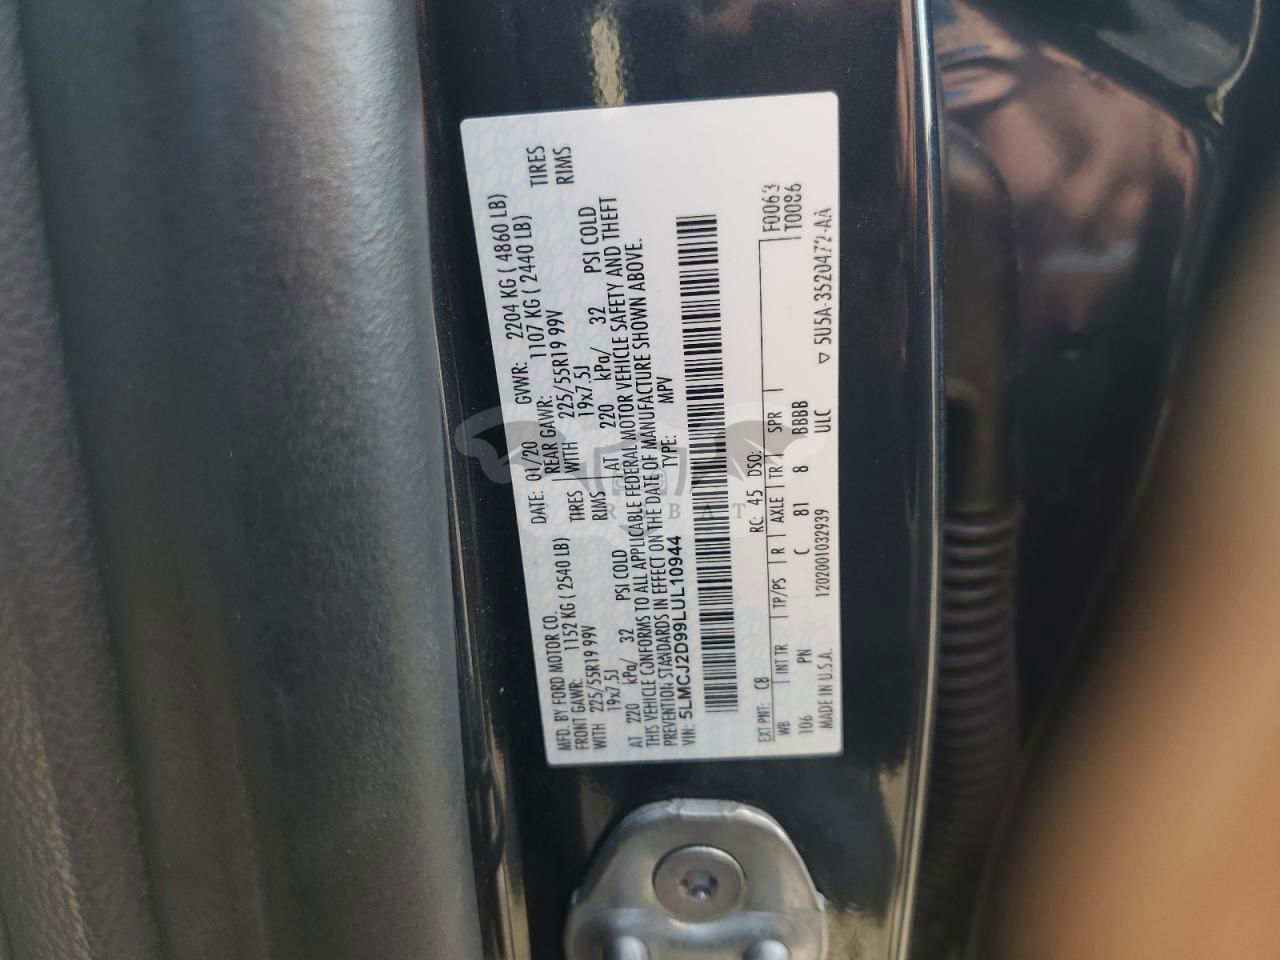 MFD. BY FORD MOTOR CO. DATE: 01/20 GVWR: 2204 KG ( 4860 LB)
FRONT GAWR: 1152 KG ( 2540 LB) REAR GAWR: 1107 KG ( 2440 LB)
WITH 225/55R19 99V TIRES WITH 225/55R19 99V TIRES
19x7.5J RIMS 19x7.5J RIMS
AT 220 kPa/ 32 PSI COLD AT 220 kPa/ 32 PSI COLD
THIS VEHICLE CONFORMS TO ALL APPLICABLE FEDERAL MOTOR VEHICLE SAFETY AND THEFT
PREVENTION STANDARDS IN EFFECT ON THE DATE OF MANUFACTURE SHOWN ABOVE.
VIN: 5LMCJ2D99LUL10944 TYPE: MPV
EXT PNT: C8 RC: 45 DSO: F0063
WB INT TR TP/PS R AXLE TR SPR T0086
106 PN C 81 8 BBBB
MADE IN U.S.A. 1202001032939 ULC ▽ 5U5A-3520472-AA
CARBAT